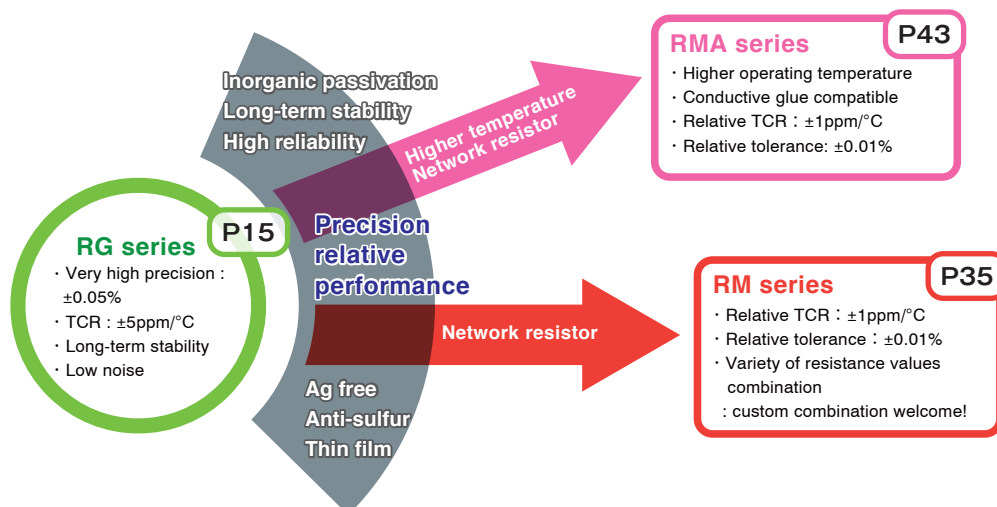 RG series
P15
· Very high precision :
±0.05%
· TCR : ±5ppm/°C
· Long-term stability
· Low noise
Inorganic passivation
Long-term stability
High reliability
Precision
relative
performance
Ag free
Anti-sulfur
Thin film
Higher temperature
Network resistor
Network resistor
RMA series
P43
· Higher operating temperature
· Conductive glue compatible
· Relative TCR : ±1ppm/°C
· Relative tolerance: ±0.01%
RM series
P35
· Relative TCR : ±1ppm/°C
· Relative tolerance : ±0.01%
· Variety of resistance values
combination
: custom combination welcome!